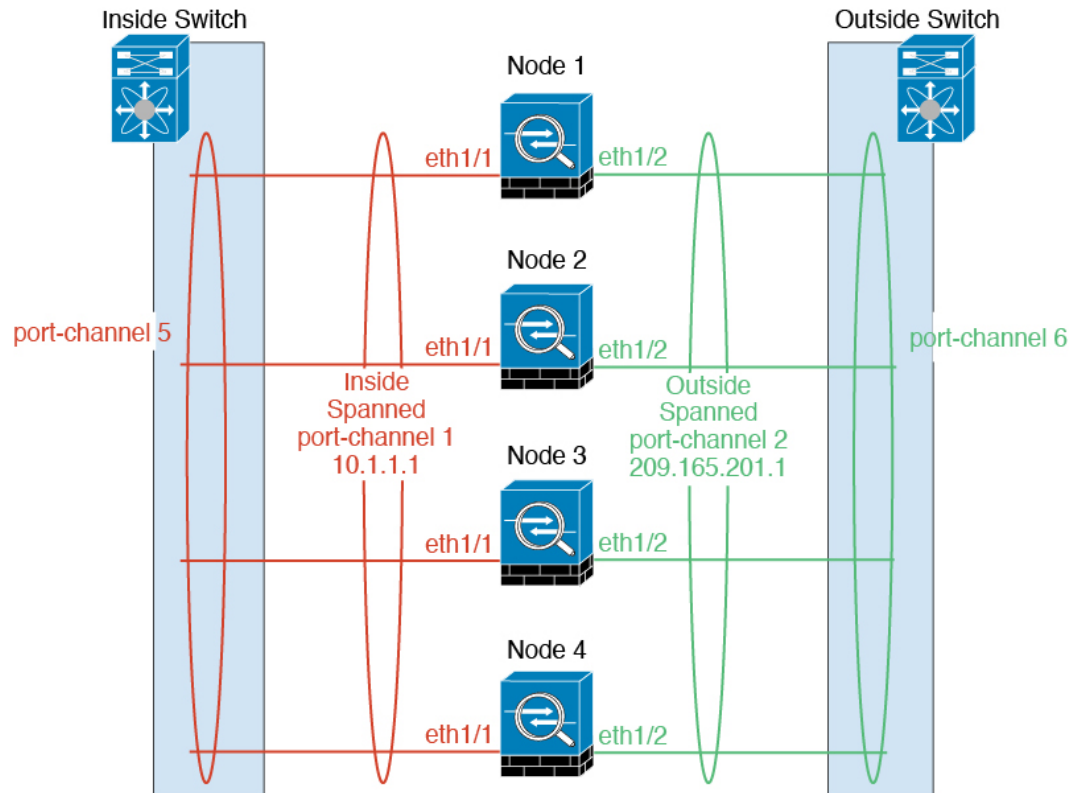 Inside Switch
Outside Switch
Node 1
eth1/1
eth1/2
Node 2
port-channel 5
port-channel 6
eth1/1
eth1/2
Inside
Spanned
port-channel 1
10.1.1.1
Outside
Spanned
port-channel 2
209.165.201.1
Node 3
eth1/1
eth1/2
Node 4
eth1/1
eth1/2